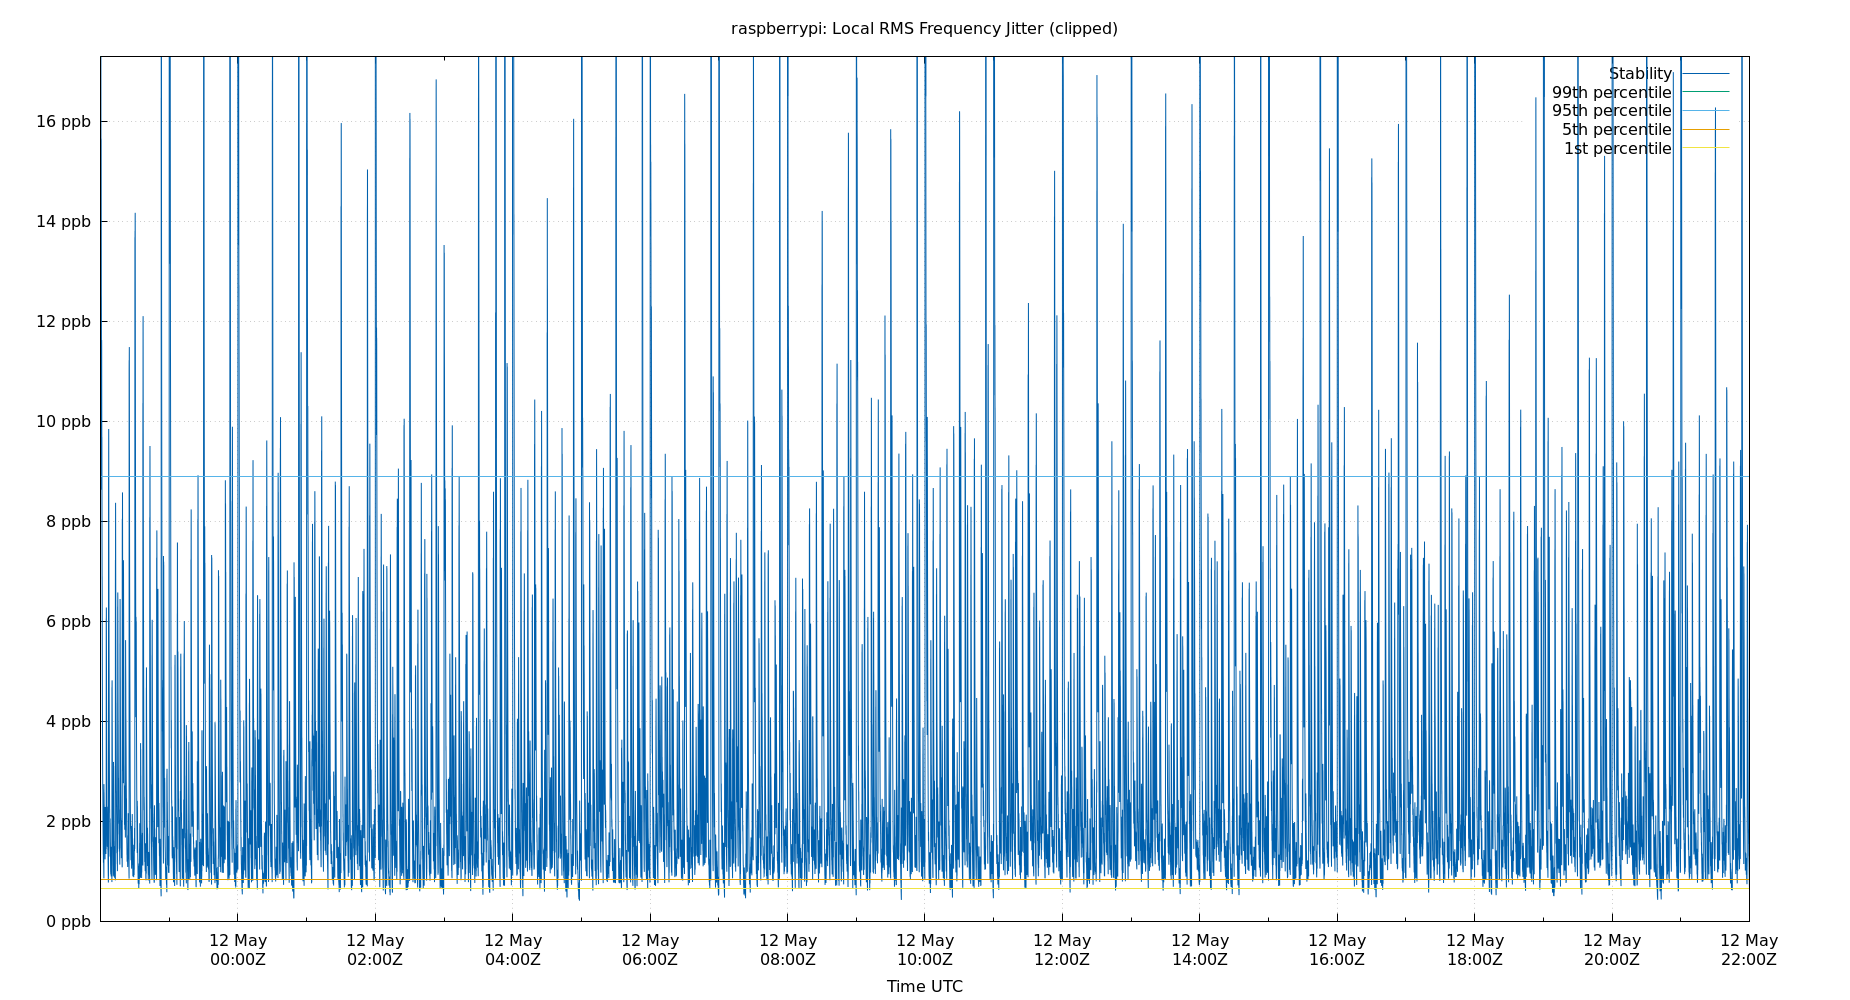 raspberrypi: Local RMS Frequency Jitter (clipped)
Stability
99th percentile
95th percentile
5th percentile
1st percentile
16 ppb
14 ppb
12 ppb
10 ppb
8 ppb
6 ppb
4 ppb
2 ppb
0 ppb
12 May 12 May 12 May 12 May 12 May 12 May 12 May 12 May 12 May 12 May 12 May 12 May
00:00Z 02:00Z 04:00Z 06:00Z 08:00Z 10:00Z 12:00Z 14:00Z 16:00Z 18:00Z 20:00Z 22:00Z
Time UTC